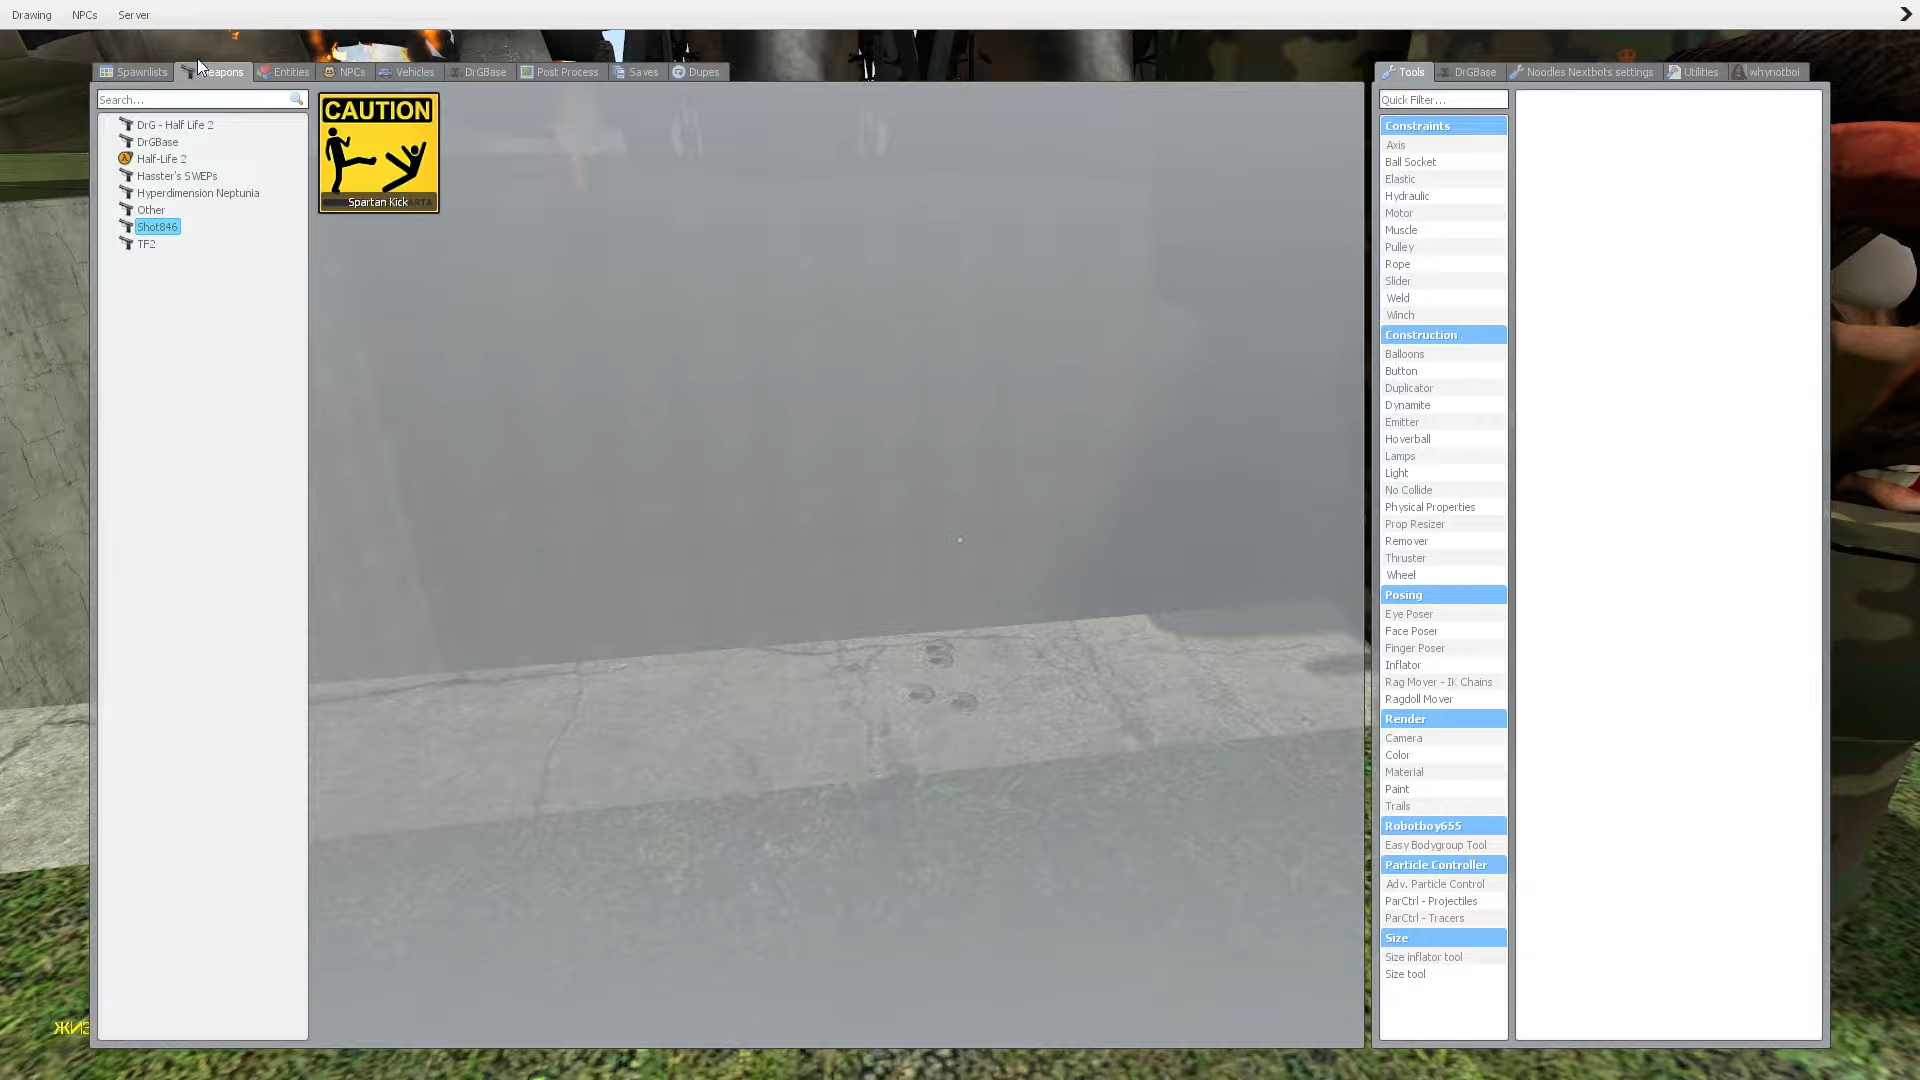 Drawing NPCs Server
Spawnlists Weapons Entities NPCs Vehicles DrGBase Post Process Saves Dupes
Search...
DrG - Half Life 2
DrGBase
Half-Life 2
Hasster's SWEPs
Hyperdimension Neptunia
Other
Shot846
TF2
CAUTION
Spartan Kick
Tools DrGBase Noodles Nextbots settings Utilities whynotboi
Quick Filter...
Constraints
Axis
Ball Socket
Elastic
Hydraulic
Motor
Muscle
Pulley
Rope
Slider
Weld
Winch
Construction
Balloons
Button
Duplicator
Dynamite
Emitter
Hoverball
Lamps
Light
No Collide
Physical Properties
Prop Resizer
Remover
Thruster
Wheel
Posing
Eye Poser
Face Poser
Finger Poser
Inflator
Rag Mover - IK Chains
Ragdoll Mover
Render
Camera
Color
Material
Paint
Trails
Robotboy655
Easy Bodygroup Tool
Particle Controller
Adv. Particle Control
ParCtrl - Projectiles
ParCtrl - Tracers
Size
Size inflator tool
Size tool